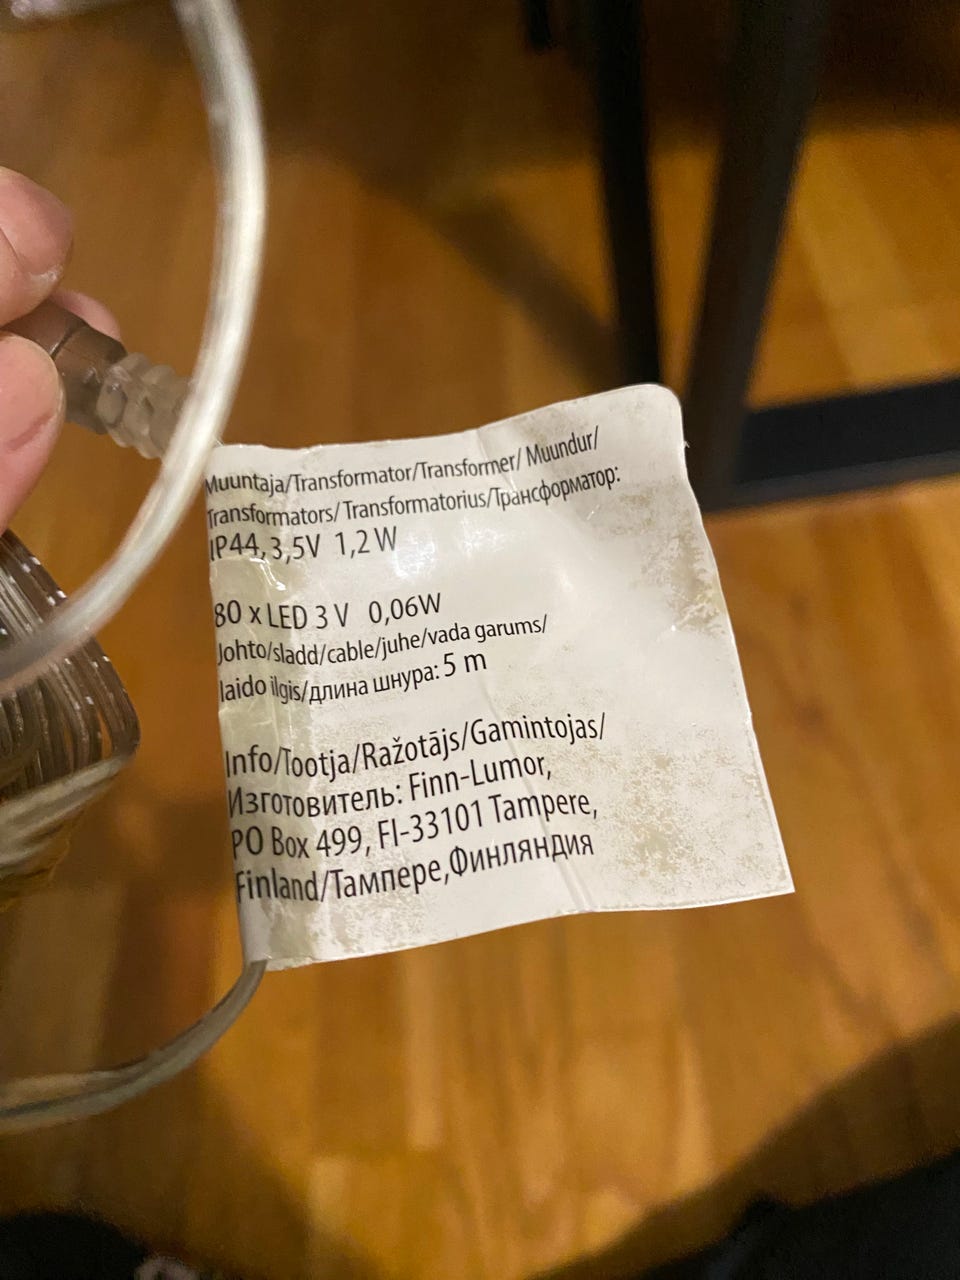 Muuntaja/Transformator/Transformer/ Muundur/
Transformators/ Transformatorius/Трансформатор:
IP44, 3,5V 1,2 W
80 x LED 3 V 0,06W
Johto/sladd/cable/juhe/vada garums/
laido ilgis/длина шнура: 5 m
Info/Tootja/Ražotājs/Gamintojas/
Изготовитель: Finn-Lumor,
PO Box 499, FI-33101 Tampere,
Finland/Тампере,Финляндия